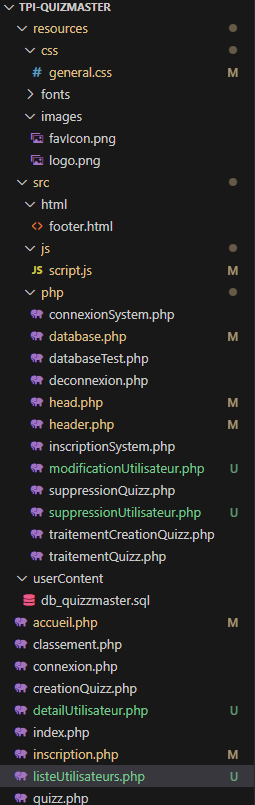 TPI-QUIZMASTER
resources
css
# general.css M
fonts
images
favIcon.png
logo.png
src
html
<> footer.html
js
JS script.js M
php
connexionSystem.php
database.php M
databaseTest.php
deconnexion.php
head.php M
header.php M
inscriptionSystem.php
modificationUtilisateur.php U
suppressionQuizz.php
suppressionUtilisateur.php U
traitementCreationQuizz.php
traitementQuizz.php
userContent
db_quizzmaster.sql
accueil.php M
classement.php
connexion.php
creationQuizz.php
detailUtilisateur.php U
index.php
inscription.php M
listeUtilisateurs.php U
quizz.php